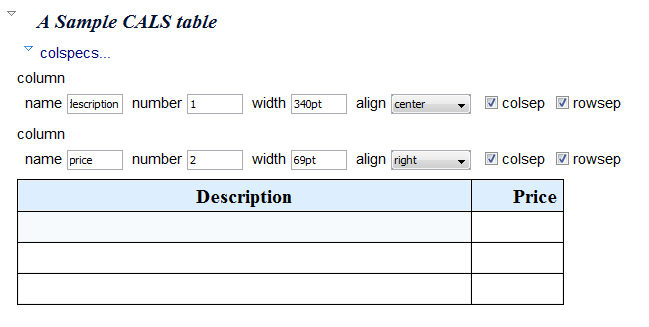 A Sample CALS table
colspecs...
column
name lescription number 1 width 340pt align center colsep rowsep
column
name price number 2 width 69pt align right colsep rowsep
Description Price